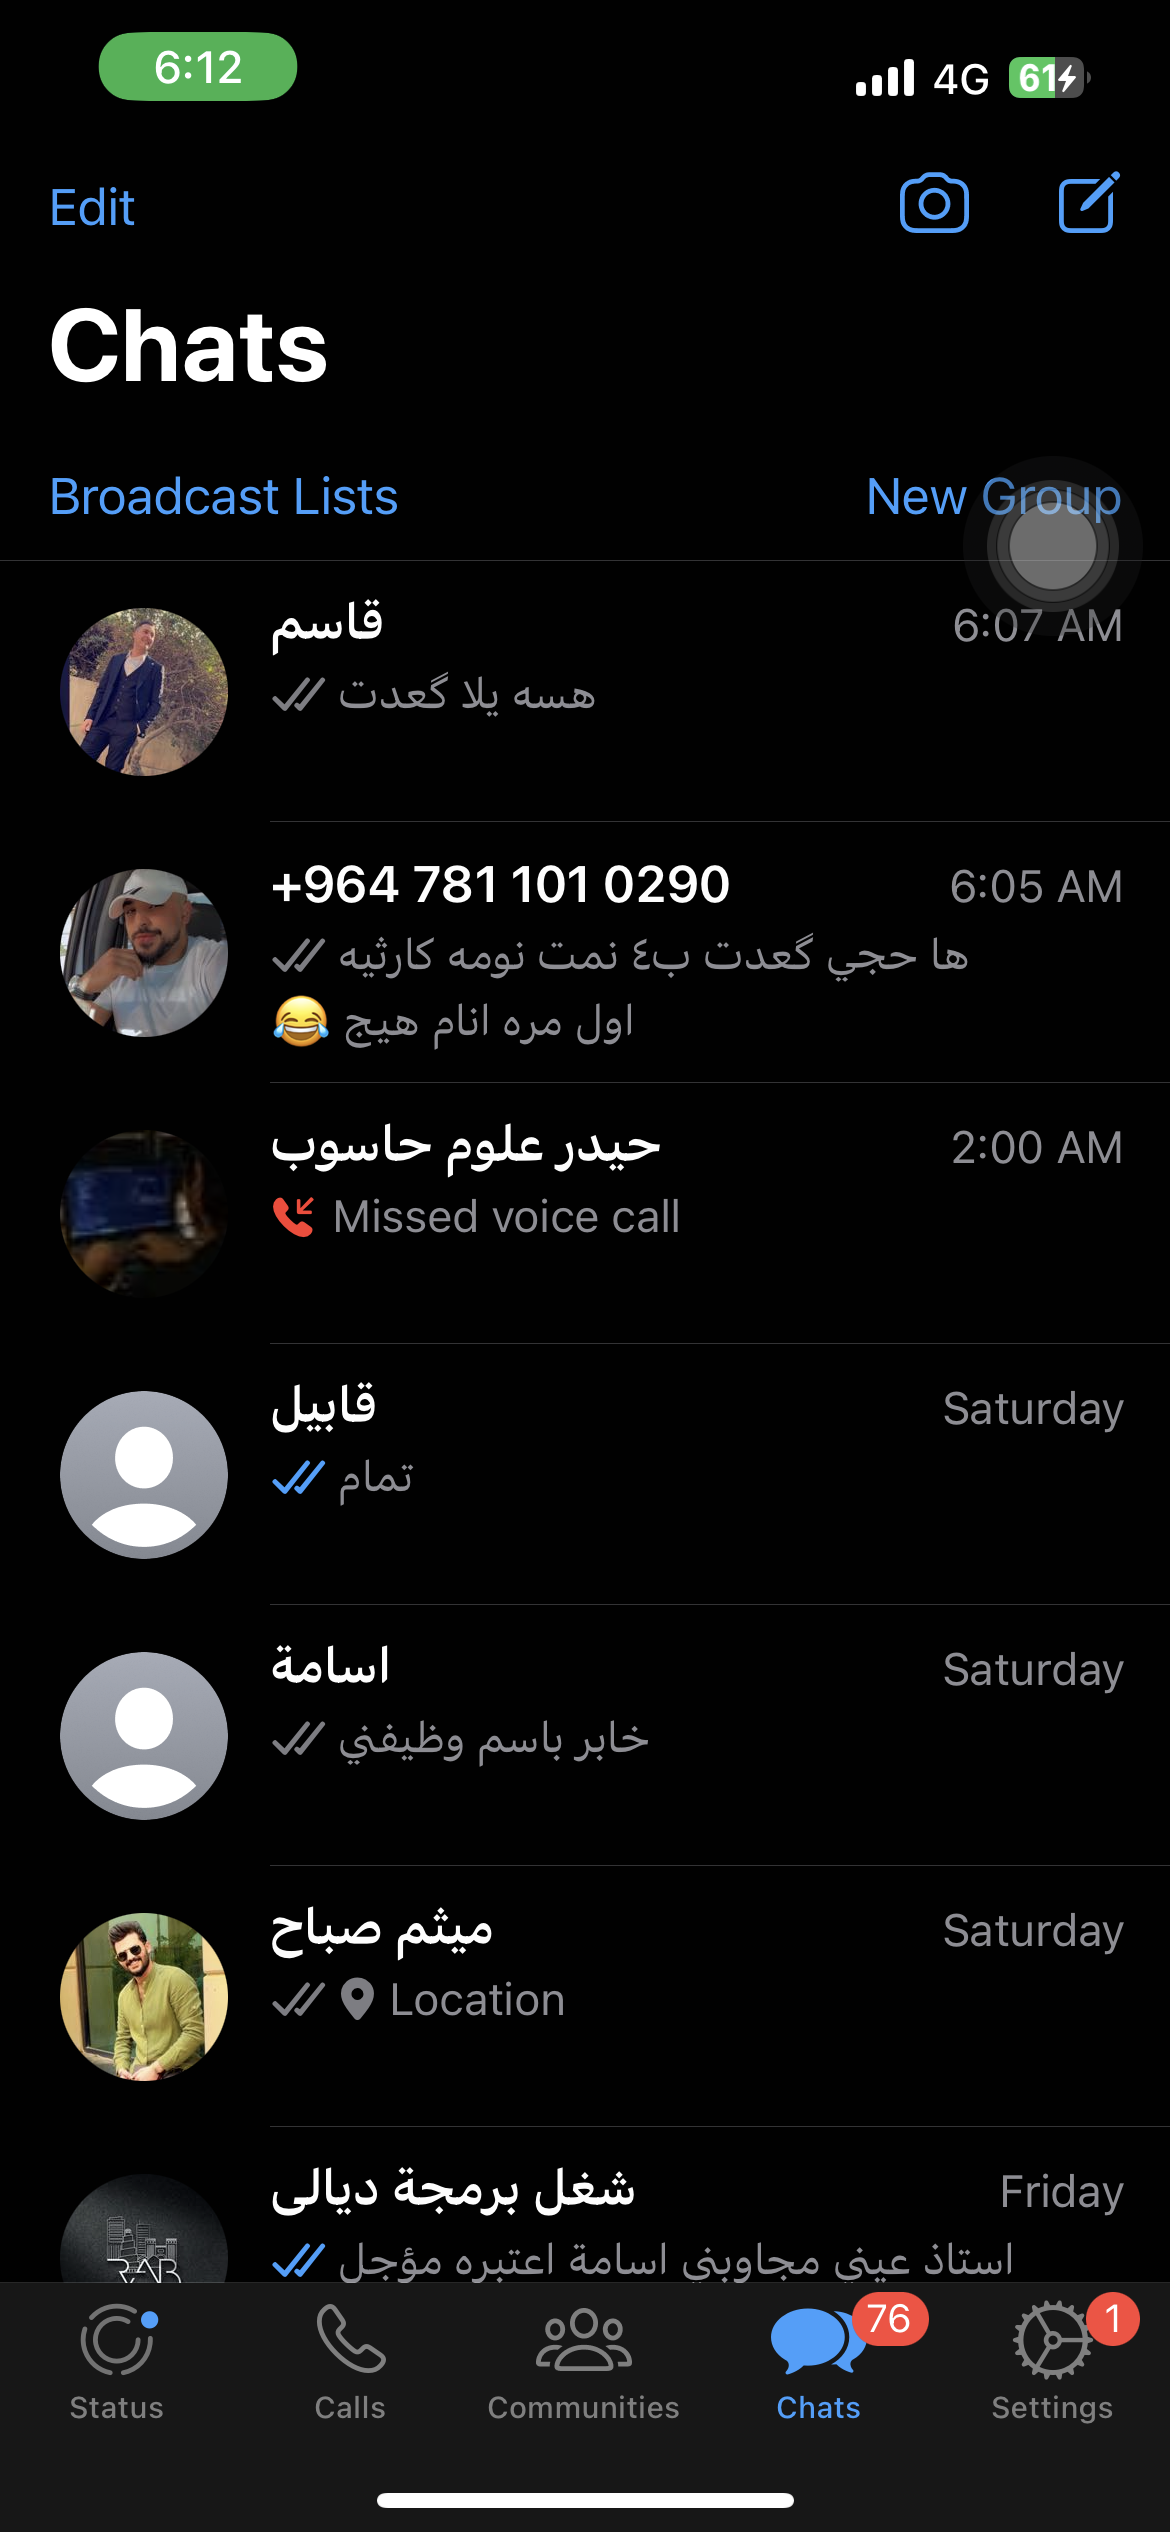 6:12
4G 61
Edit
Chats
Broadcast Lists New Group
قاسم 6:07 AM
هسه يلا گعدت
+964 781 101 0290 6:05 AM
ها حجي گعدت ب٤ نمت نومه كارثيه
اول مره انام هيج 😂
حيدر علوم حاسوب 2:00 AM
Missed voice call
قابيل Saturday
تمام
اسامة Saturday
خابر باسم وظيفني
ميثم صباح Saturday
Location
شغل برمجة ديالى Friday
استاذ عيني مجاوبني اسامة اعتبره مؤجل
76 1
Status Calls Communities Chats Settings